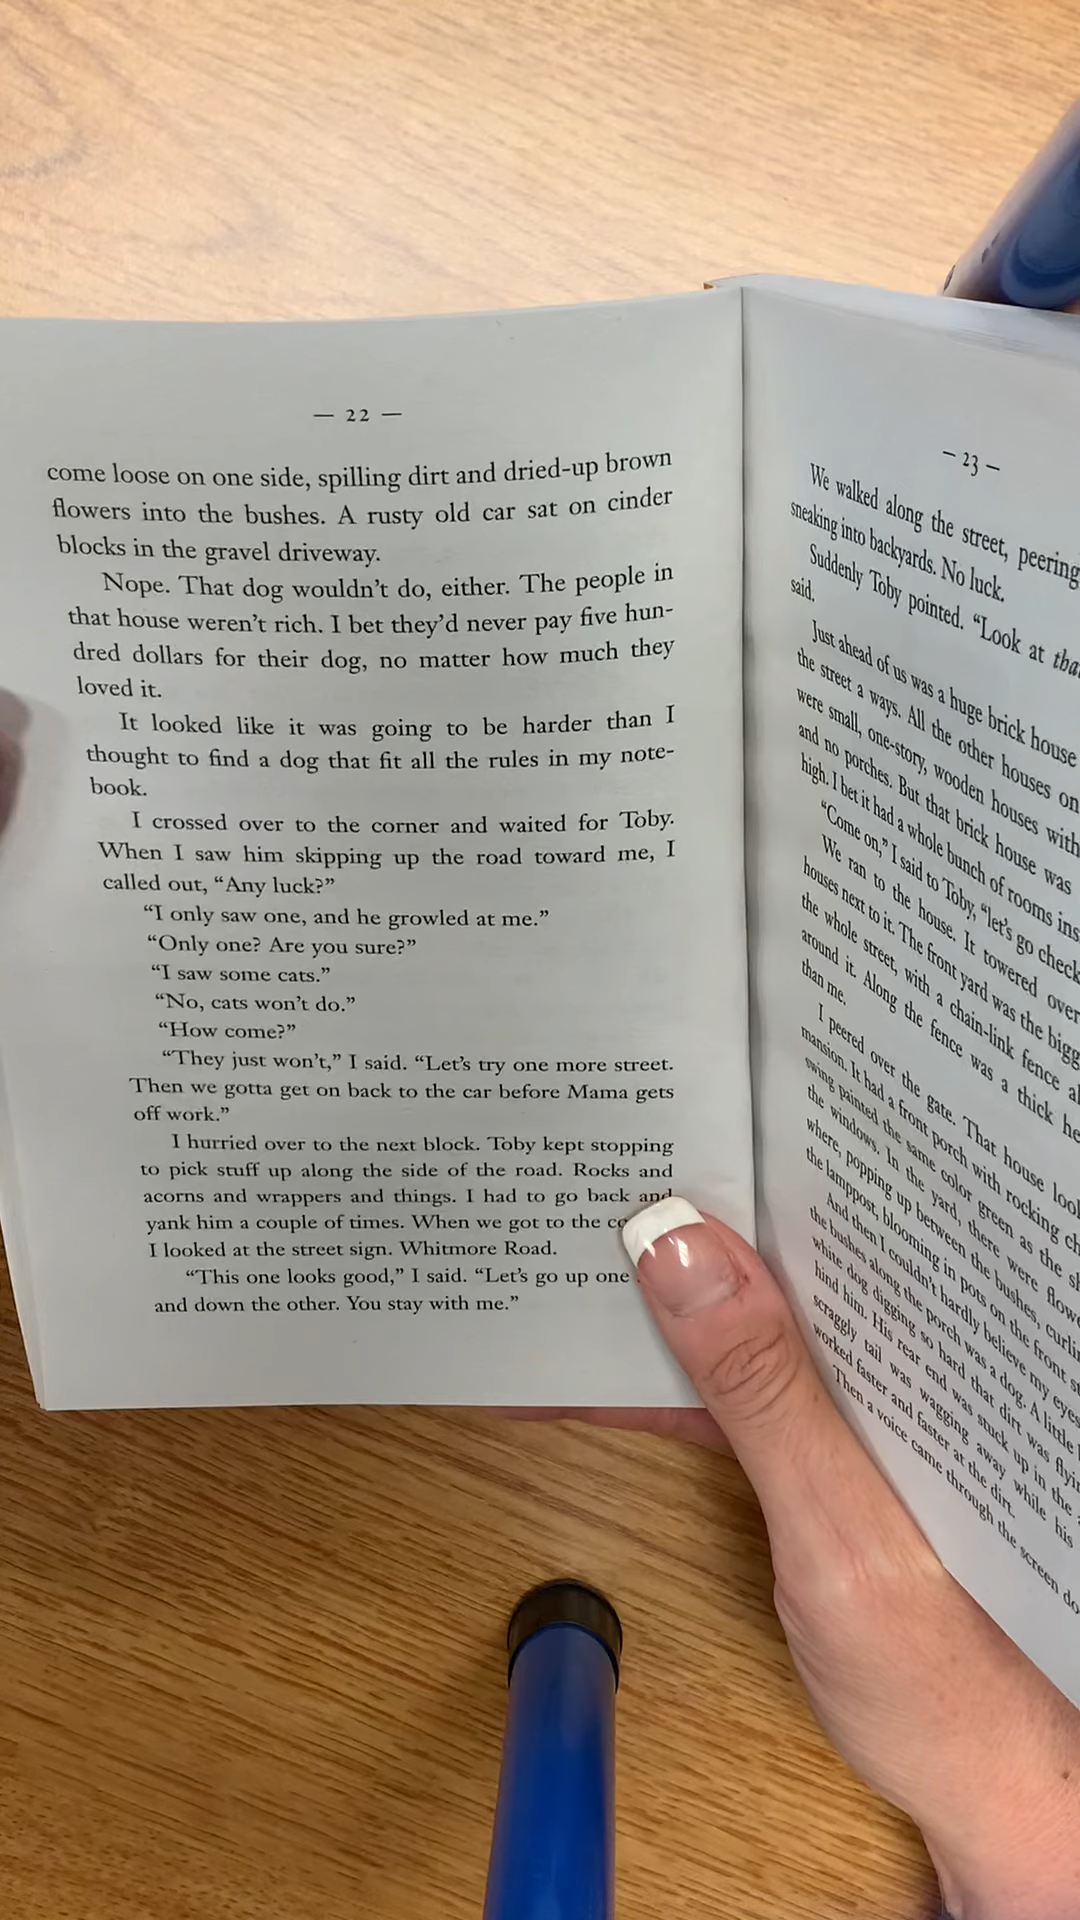 — 22 —
come loose on one side, spilling dirt and dried-up brown
flowers into the bushes. A rusty old car sat on cinder
blocks in the gravel driveway.
Nope. That dog wouldn't do, either. The people in
that house weren't rich. I bet they'd never pay five hun-
dred dollars for their dog, no matter how much they
loved it.
It looked like it was going to be harder than I
thought to find a dog that fit all the rules in my note-
book.
I crossed over to the corner and waited for Toby.
When I saw him skipping up the road toward me, I
called out, “Any luck?”
“I only saw one, and he growled at me.”
“Only one? Are you sure?”
“I saw some cats.”
“No, cats won't do.”
“How come?”
“They just won't,” I said. “Let's try one more street.
Then we gotta get on back to the car before Mama gets
off work.”
I hurried over to the next block. Toby kept stopping
to pick stuff up along the side of the road. Rocks and
acorns and wrappers and things. I had to go back and
yank him a couple of times. When we got to the
I looked at the street sign. Whitmore Road.
“This one looks good,” I said. “Let's go up one
and down the other. You stay with me.”
— 23 —
We walked along the street, peering
sneaking into backyards. No luck.
Suddenly Toby pointed. “Look at
said.
Just ahead of us was a huge brick house
the street a ways. All the other houses on
were small, one-story, wooden houses with
and no porches. But that brick house was
high. I bet it had a whole bunch of rooms
“Come on,” I said to Toby, “let's go check
We ran to the house. It towered over
houses next to it. The front yard was the
the whole street, with a chain-link fence
around it. Along the fence was a thick
than me.
I peered over the gate. That house
mansion. It had a front porch with rocking
swing painted the same color green as the
the windows. In the yard, there were
where, popping up between the bushes,
the lamppost, blooming in pots on the front
And then I couldn't hardly believe my eyes
the bushes along the porch was a dog. A little
white dog digging so hard that dirt was
hind him. His rear end was stuck up in the
scraggly tail was wagging away while his
worked faster and faster at the dirt.
Then a voice came through the screen